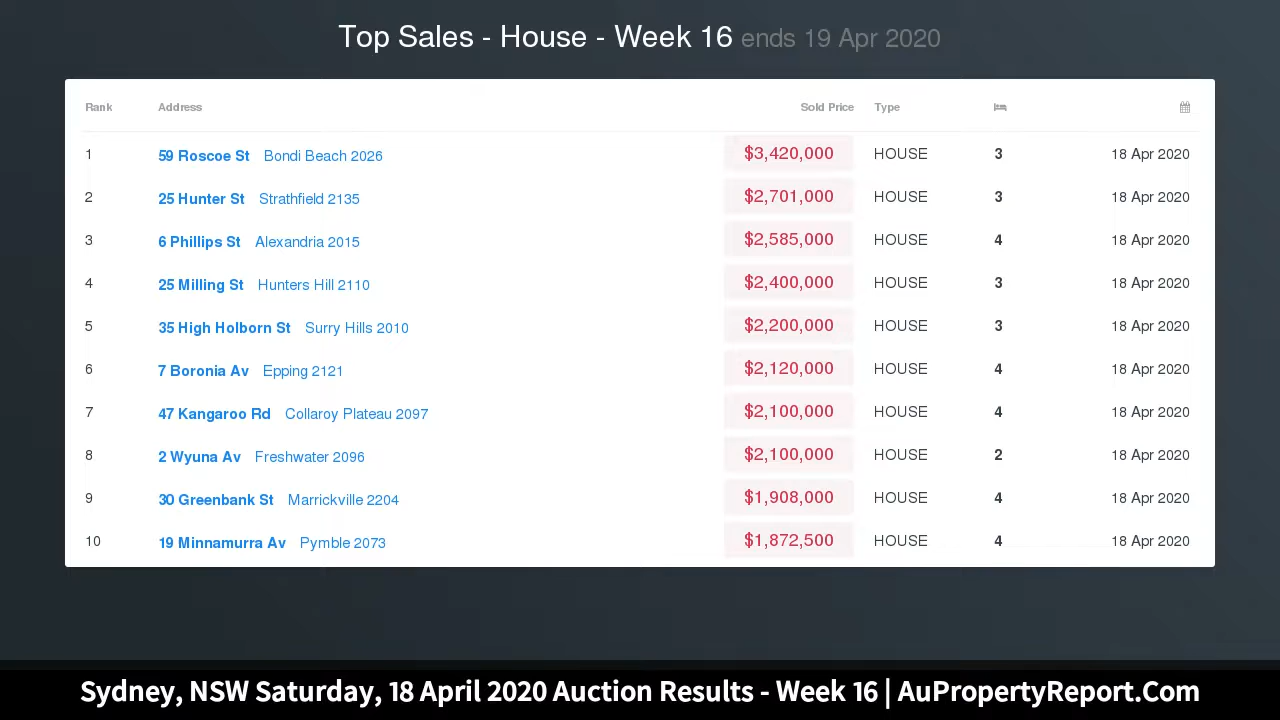 Top Sales - House - Week 16 ends 19 Apr 2020
Rank Address Sold Price Type
1 59 Roscoe St Bondi Beach 2026 $3,420,000 HOUSE 3 18 Apr 2020
2 25 Hunter St Strathfield 2135 $2,701,000 HOUSE 3 18 Apr 2020
3 6 Phillips St Alexandria 2015 $2,585,000 HOUSE 4 18 Apr 2020
4 25 Milling St Hunters Hill 2110 $2,400,000 HOUSE 3 18 Apr 2020
5 35 High Holborn St Surry Hills 2010 $2,200,000 HOUSE 3 18 Apr 2020
6 7 Boronia Av Epping 2121 $2,120,000 HOUSE 4 18 Apr 2020
7 47 Kangaroo Rd Collaroy Plateau 2097 $2,100,000 HOUSE 4 18 Apr 2020
8 2 Wyuna Av Freshwater 2096 $2,100,000 HOUSE 2 18 Apr 2020
9 30 Greenbank St Marrickville 2204 $1,908,000 HOUSE 4 18 Apr 2020
10 19 Minnamurra Av Pymble 2073 $1,872,500 HOUSE 4 18 Apr 2020
Sydney, NSW Saturday, 18 April 2020 Auction Results - Week 16 | AuPropertyReport.Com